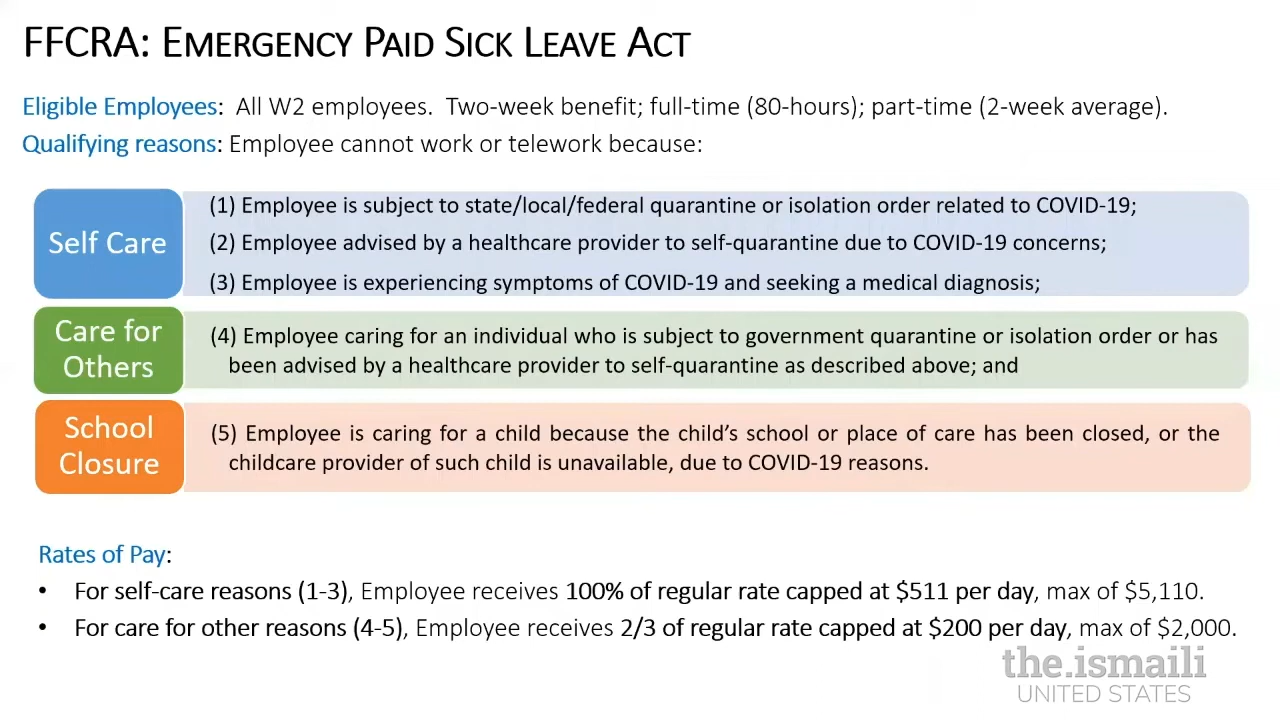 FFCRA: EMERGENCY PAID SICK LEAVE ACT
Eligible Employees: All W2 employees. Two-week benefit; full-time (80-hours); part-time (2-week average).
Qualifying reasons: Employee cannot work or telework because:
Self Care
(1) Employee is subject to state/local/federal quarantine or isolation order related to COVID-19;
(2) Employee advised by a healthcare provider to self-quarantine due to COVID-19 concerns;
(3) Employee is experiencing symptoms of COVID-19 and seeking a medical diagnosis;
Care for
Others
(4) Employee caring for an individual who is subject to government quarantine or isolation order or has
been advised by a healthcare provider to self-quarantine as described above; and
School
Closure
(5) Employee is caring for a child because the child’s school or place of care has been closed, or the
childcare provider of such child is unavailable, due to COVID-19 reasons.
Rates of Pay:
• For self-care reasons (1-3), Employee receives 100% of regular rate capped at $511 per day, max of $5,110.
• For care for other reasons (4-5), Employee receives 2/3 of regular rate capped at $200 per day, max of $2,000.
the.ismaili
UNITED STATES